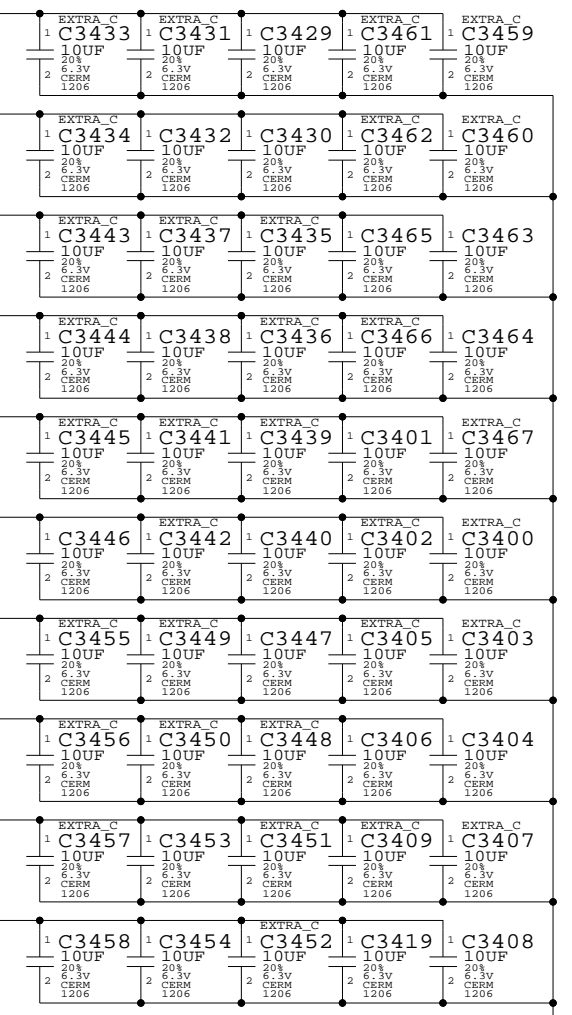 EXTRA_C EXTRA_C EXTRA_C EXTRA_C
1 C3433 1 C3431 1 C3429 1 C3461 1 C3459
10UF 10UF 10UF 10UF 10UF
20% 20% 20% 20% 20%
2 6.3V 2 6.3V 2 6.3V 2 6.3V 2 6.3V
CERM CERM CERM CERM CERM
1206 1206 1206 1206 1206
EXTRA_C EXTRA_C EXTRA_C
1 C3434 1 C3432 1 C3430 1 C3462 1 C3460
10UF 10UF 10UF 10UF 10UF
20% 20% 20% 20% 20%
2 6.3V 2 6.3V 2 6.3V 2 6.3V 2 6.3V
CERM CERM CERM CERM CERM
1206 1206 1206 1206 1206
EXTRA_C EXTRA_C EXTRA_C
1 C3443 1 C3437 1 C3435 1 C3465 1 C3463
10UF 10UF 10UF 10UF 10UF
20% 20% 20% 20% 20%
2 6.3V 2 6.3V 2 6.3V 2 6.3V 2 6.3V
CERM CERM CERM CERM CERM
1206 1206 1206 1206 1206
EXTRA_C EXTRA_C EXTRA_C
1 C3444 1 C3438 1 C3436 1 C3466 1 C3464
10UF 10UF 10UF 10UF 10UF
20% 20% 20% 20% 20%
2 6.3V 2 6.3V 2 6.3V 2 6.3V 2 6.3V
CERM CERM CERM CERM CERM
1206 1206 1206 1206 1206
EXTRA_C EXTRA_C EXTRA_C EXTRA_C
1 C3445 1 C3441 1 C3439 1 C3401 1 C3467
10UF 10UF 10UF 10UF 10UF
20% 20% 20% 20% 20%
2 6.3V 2 6.3V 2 6.3V 2 6.3V 2 6.3V
CERM CERM CERM CERM CERM
1206 1206 1206 1206 1206
EXTRA_C EXTRA_C EXTRA_C
1 C3446 1 C3442 1 C3440 1 C3402 1 C3400
10UF 10UF 10UF 10UF 10UF
20% 20% 20% 20% 20%
2 6.3V 2 6.3V 2 6.3V 2 6.3V 2 6.3V
CERM CERM CERM CERM CERM
1206 1206 1206 1206 1206
EXTRA_C EXTRA_C EXTRA_C EXTRA_C
1 C3455 1 C3449 1 C3447 1 C3405 1 C3403
10UF 10UF 10UF 10UF 10UF
20% 20% 20% 20% 20%
2 6.3V 2 6.3V 2 6.3V 2 6.3V 2 6.3V
CERM CERM CERM CERM CERM
1206 1206 1206 1206 1206
EXTRA_C EXTRA_C EXTRA_C
1 C3456 1 C3450 1 C3448 1 C3406 1 C3404
10UF 10UF 10UF 10UF 10UF
20% 20% 20% 20% 20%
2 6.3V 2 6.3V 2 6.3V 2 6.3V 2 6.3V
CERM CERM CERM CERM CERM
1206 1206 1206 1206 1206
EXTRA_C EXTRA_C EXTRA_C EXTRA_C
1 C3457 1 C3453 1 C3451 1 C3409 1 C3407
10UF 10UF 10UF 10UF 10UF
20% 20% 20% 20% 20%
2 6.3V 2 6.3V 2 6.3V 2 6.3V 2 6.3V
CERM CERM CERM CERM CERM
1206 1206 1206 1206 1206
EXTRA_C
1 C3458 1 C3454 1 C3452 1 C3419 1 C3408
10UF 10UF 10UF 10UF 10UF
20% 20% 20% 20% 20%
2 6.3V 2 6.3V 2 6.3V 2 6.3V 2 6.3V
CERM CERM CERM CERM CERM
1206 1206 1206 1206 1206